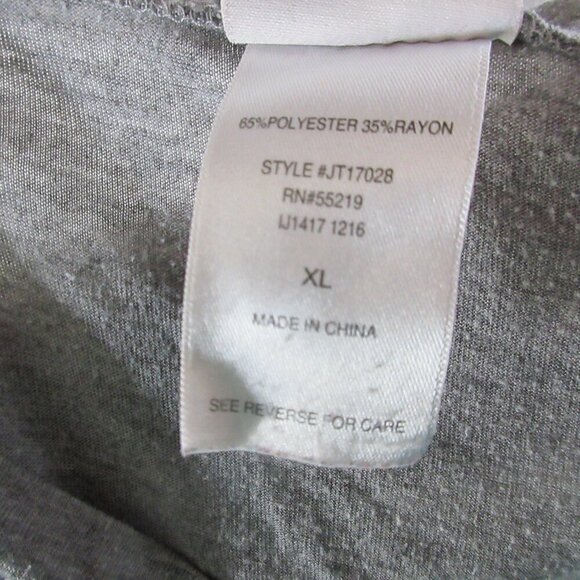 65%POLYESTER 35%RAYON
STYLE #JT17028
RN#55219
IJ1417 1216
XL
MADE IN CHINA
SEE REVERSE FOR CARE